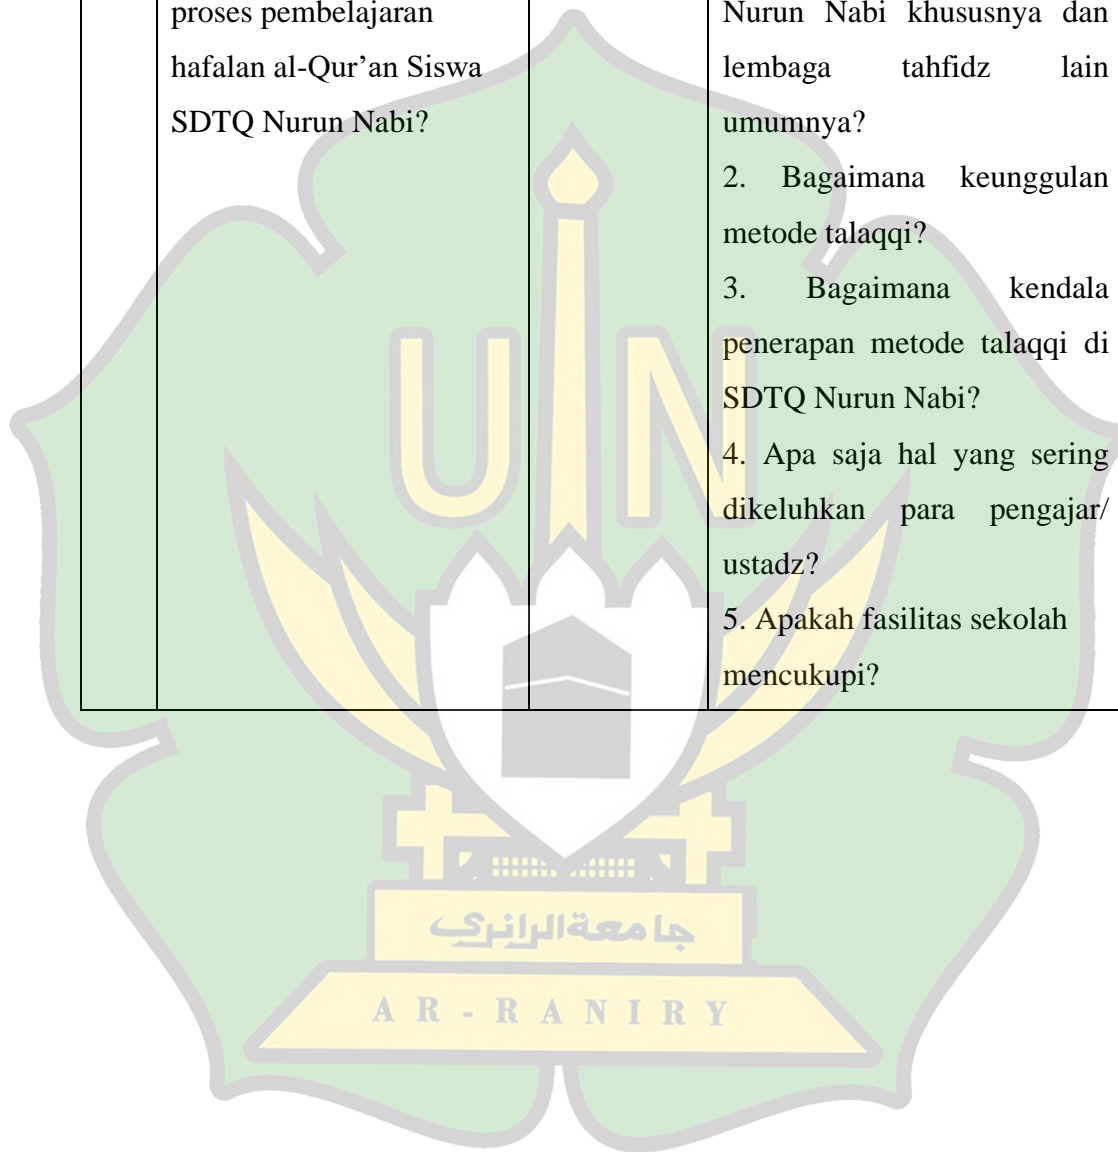 proses pembelajaran
hafalan al-Qur’an Siswa
SDTQ Nurun Nabi?
Nurun Nabi khususnya dan
lembaga tahfidz lain
umumnya?
2. Bagaimana keunggulan
metode talaqqi?
3. Bagaimana kendala
penerapan metode talaqqi di
SDTQ Nurun Nabi?
4. Apa saja hal yang sering
dikeluhkan para pengajar/
ustadz?
5. Apakah fasilitas sekolah
mencukupi?
UIN
جامعة الرانري
AR-RANIRY